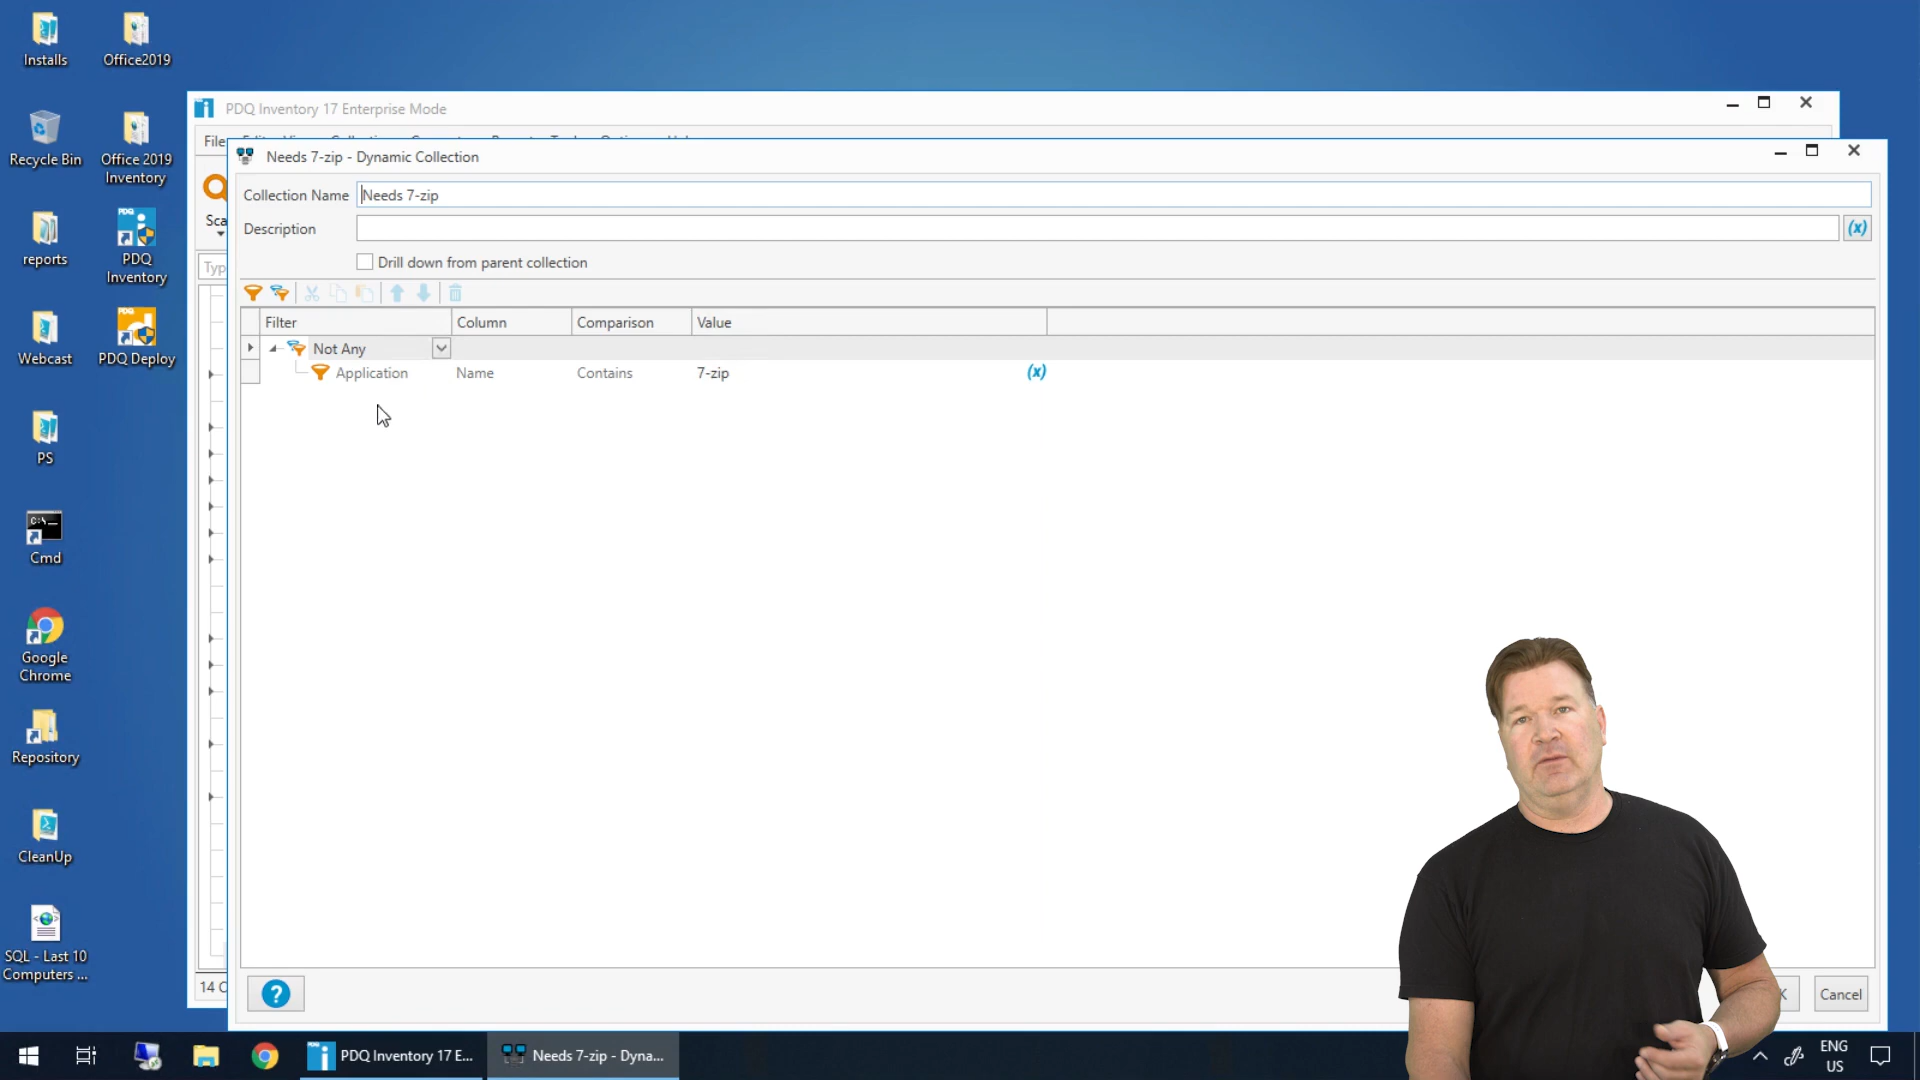 Installs
Office2019
Recycle Bin
Office 2019
Inventory
reports
PDQ
Inventory
Webcast
PDQ Deploy
PS
Cmd
Google
Chrome
Repository
CleanUp
SQL - Last 10
Computers ...
PDQ Inventory 17 Enterprise Mode
File
Needs 7-zip - Dynamic Collection
Collection Name
Needs 7-zip
Description
(x)
Drill down from parent collection
Filter
Column
Comparison
Value
Not Any
Application
Name
Contains
7-zip
(x)
?
Cancel
PDQ Inventory 17 E...
Needs 7-zip - Dyna...
ENG
US